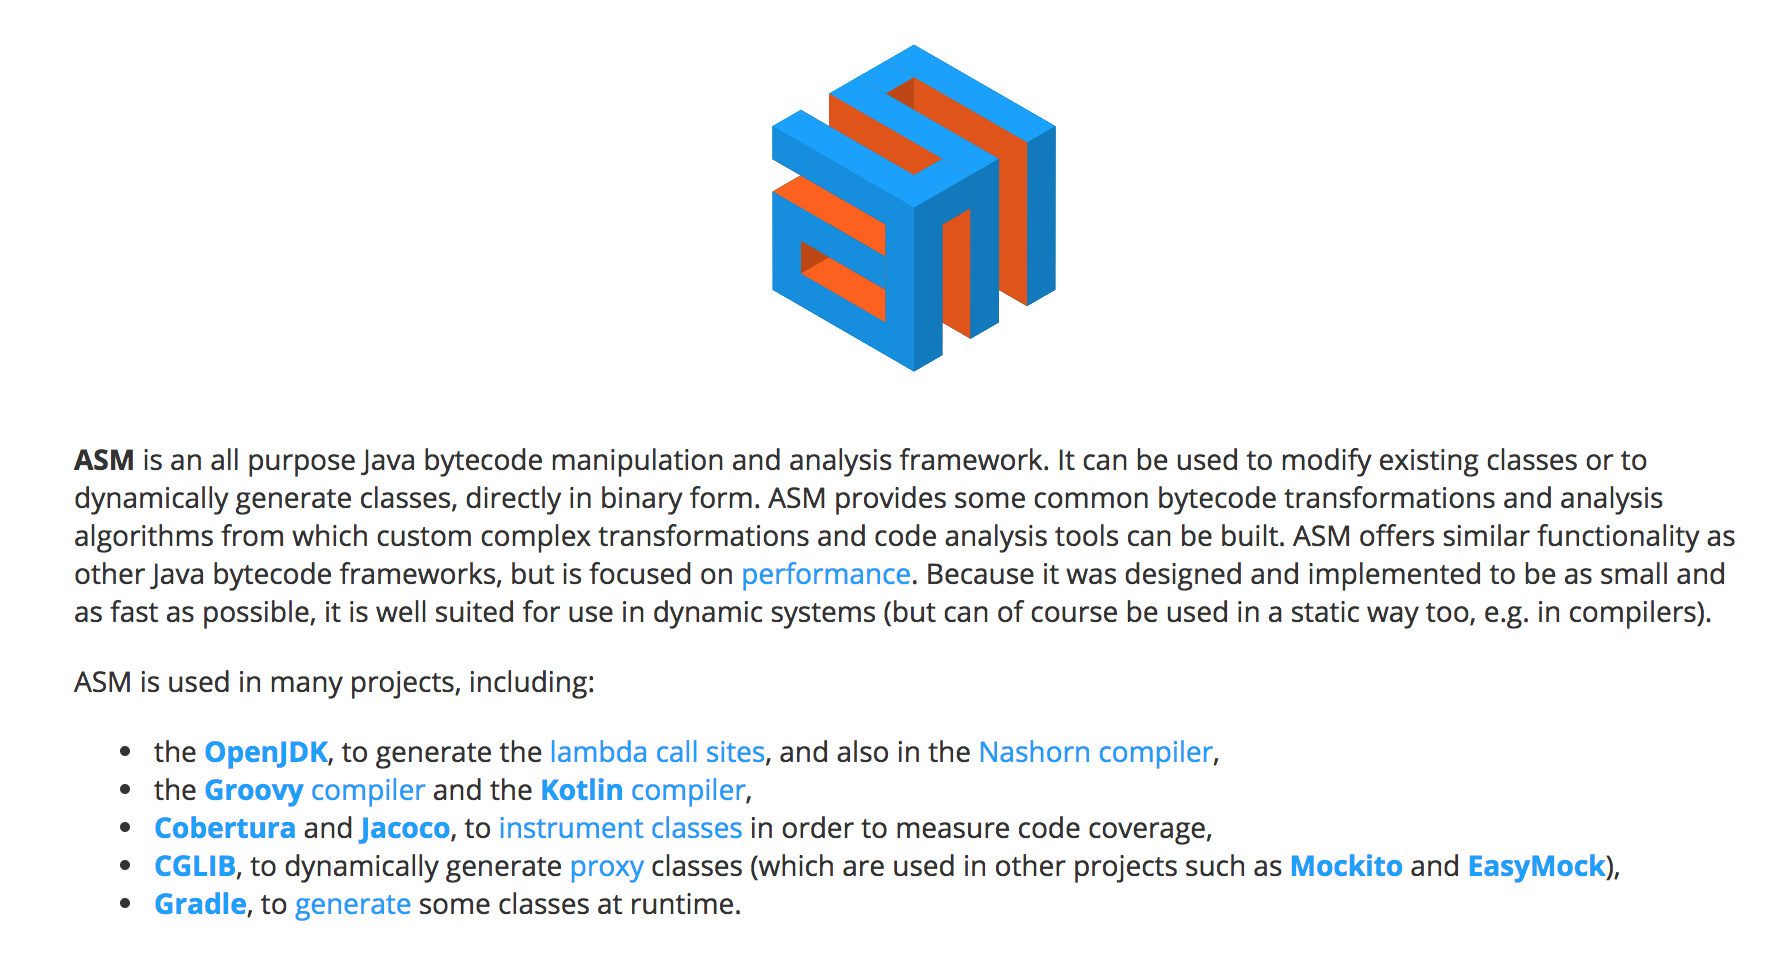 ASM is an all purpose Java bytecode manipulation and analysis framework. It can be used to modify existing classes or to
dynamically generate classes, directly in binary form. ASM provides some common bytecode transformations and analysis
algorithms from which custom complex transformations and code analysis tools can be built. ASM offers similar functionality as
other Java bytecode frameworks, but is focused on performance. Because it was designed and implemented to be as small and
as fast as possible, it is well suited for use in dynamic systems (but can of course be used in a static way too, e.g. in compilers).
ASM is used in many projects, including:
• the OpenJDK, to generate the lambda call sites, and also in the Nashorn compiler,
• the Groovy compiler and the Kotlin compiler,
• Cobertura and Jacoco, to instrument classes in order to measure code coverage,
• CGLIB, to dynamically generate proxy classes (which are used in other projects such as Mockito and EasyMock),
• Gradle, to generate some classes at runtime.